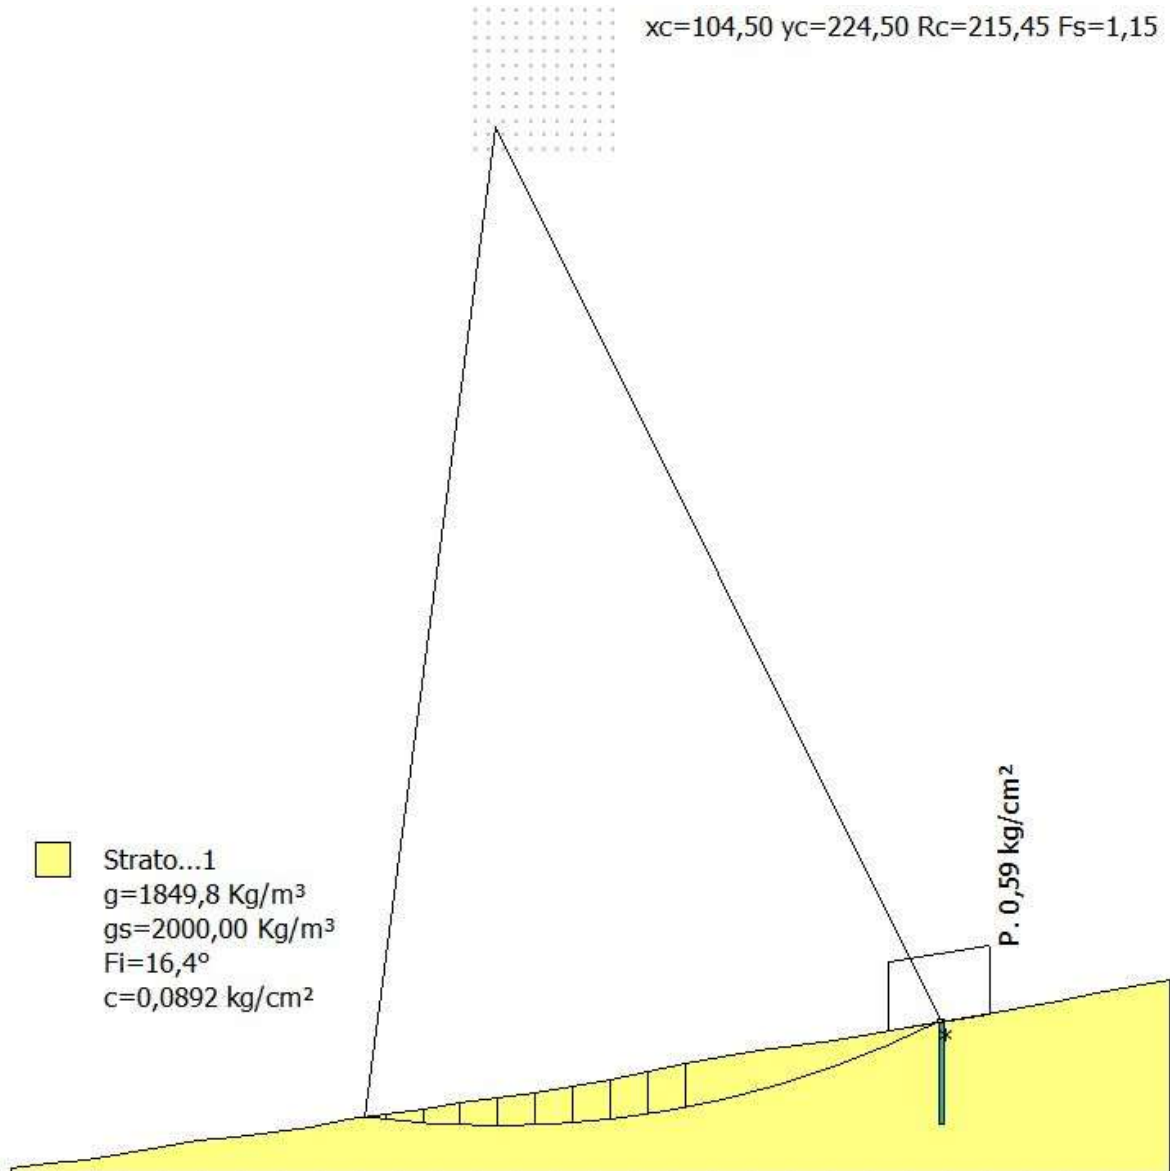 xc=104,50 yc=224,50 Rc=215,45 Fs=1,15
P. 0,59 kg/cm²
Strato...1
g=1849,8 Kg/m³
gs=2000,00 Kg/m³
Fi=16,4°
c=0,0892 kg/cm²